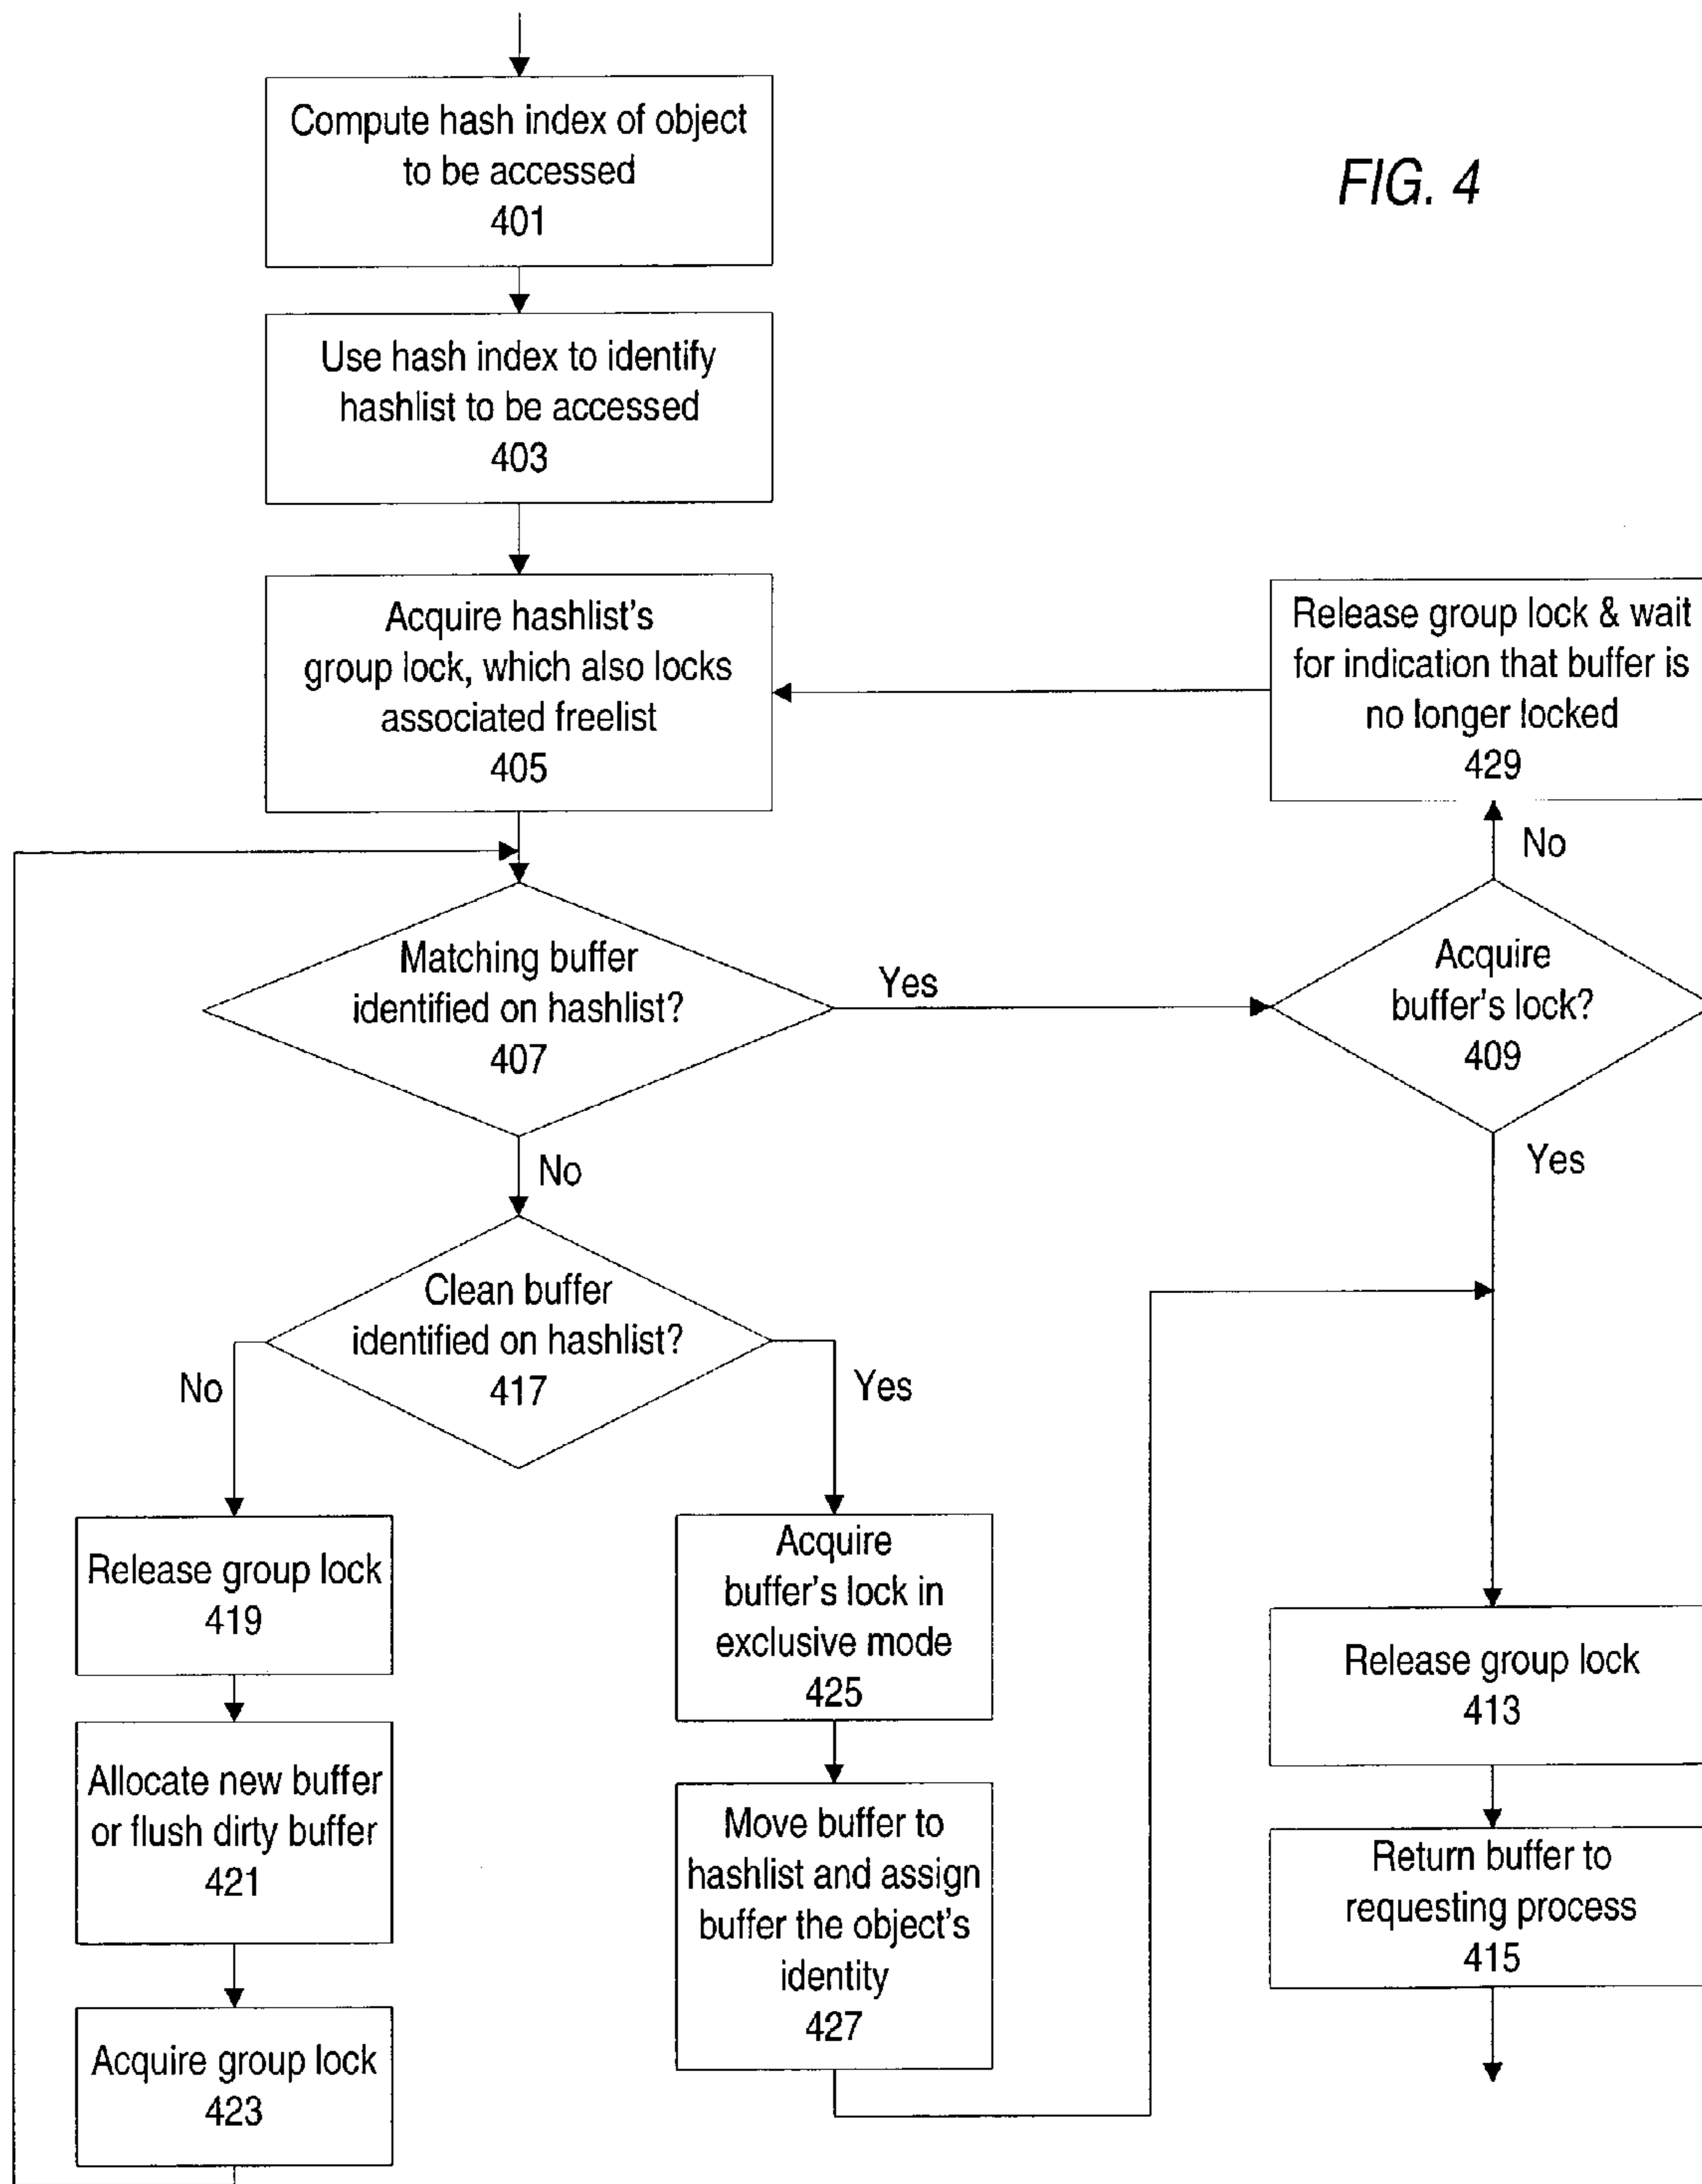 Compute hash index of object
to be accessed
401
FIG. 4
Use hash index to identify
hashlist to be accessed
403
Acquire hashlist's
group lock, which also locks
associated freelist
405
Release group lock & wait
for indication that buffer is
no longer locked
429
No
Matching buffer
identified on hashlist?
407
Yes
Acquire
buffer's lock?
409
Yes
No
Clean buffer
identified on hashlist?
417
No
Yes
Release group lock
419
Acquire
buffer's lock in
exclusive mode
425
Release group lock
413
Allocate new buffer
or flush dirty buffer
421
Move buffer to
hashlist and assign
buffer the object's
identity
427
Return buffer to
requesting process
415
Acquire group lock
423